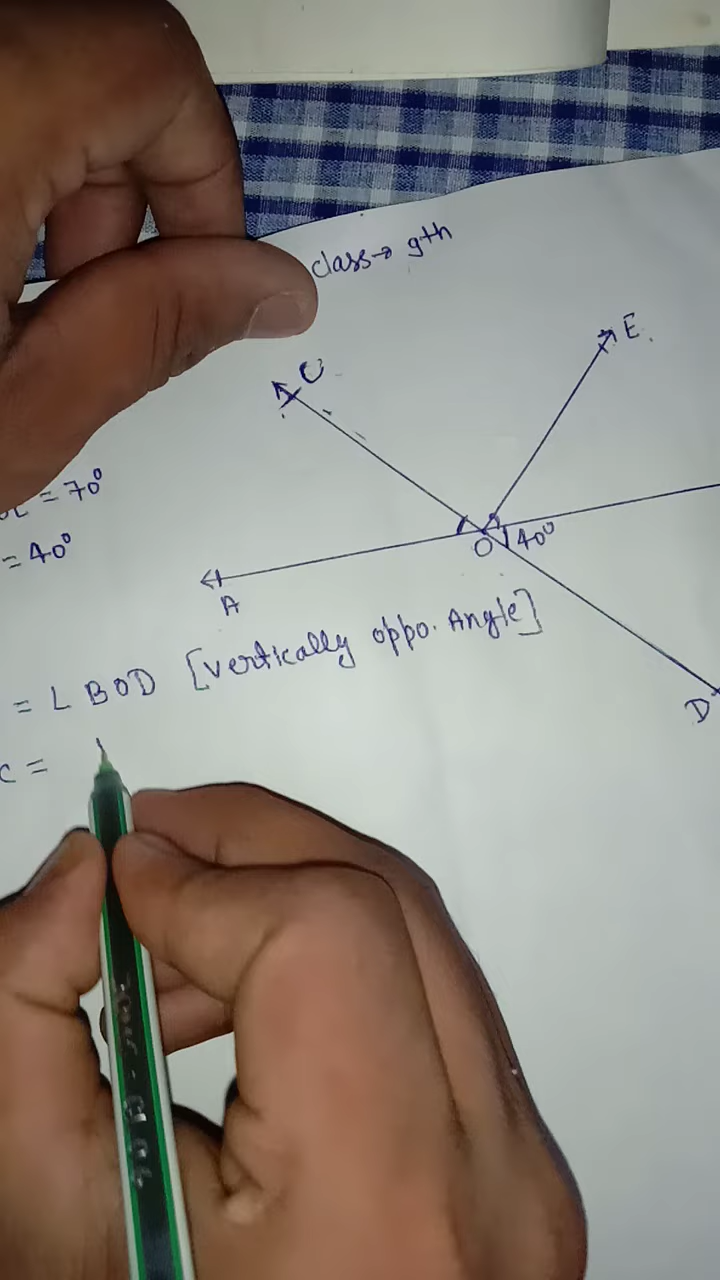 class → 9th
C
E
= 70°
= 40°
O 40°
A
= ∠BOD [vertically oppo. Angle]
D
C =